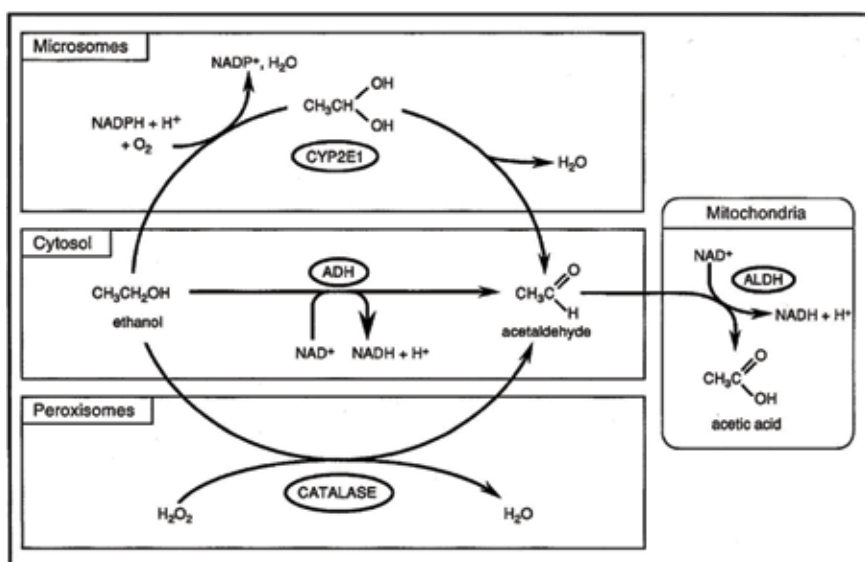 Microsomes
NADP⁺, H₂O
OH
CH₃CH
OH
NADPH + H⁺
+ O₂
CYP2E1
H₂O
Mitochondria
Cytosol
NAD⁺
ADH
O
ALDH
CH₃CH₂OH
CH₃C
H
NADH + H⁺
ethanol
acetaldehyde
NAD⁺
NADH + H⁺
O
CH₃C
OH
acetic acid
Peroxisomes
CATALASE
H₂O₂
H₂O